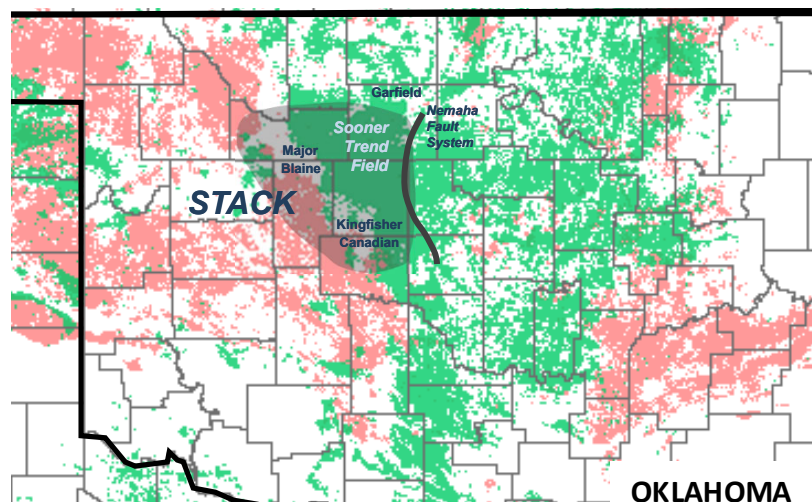 Garfield
Nemaha
Fault
System
Sooner
Trend
Field
Major
Blaine
STACK
Kingfisher
Canadian
OKLAHOMA